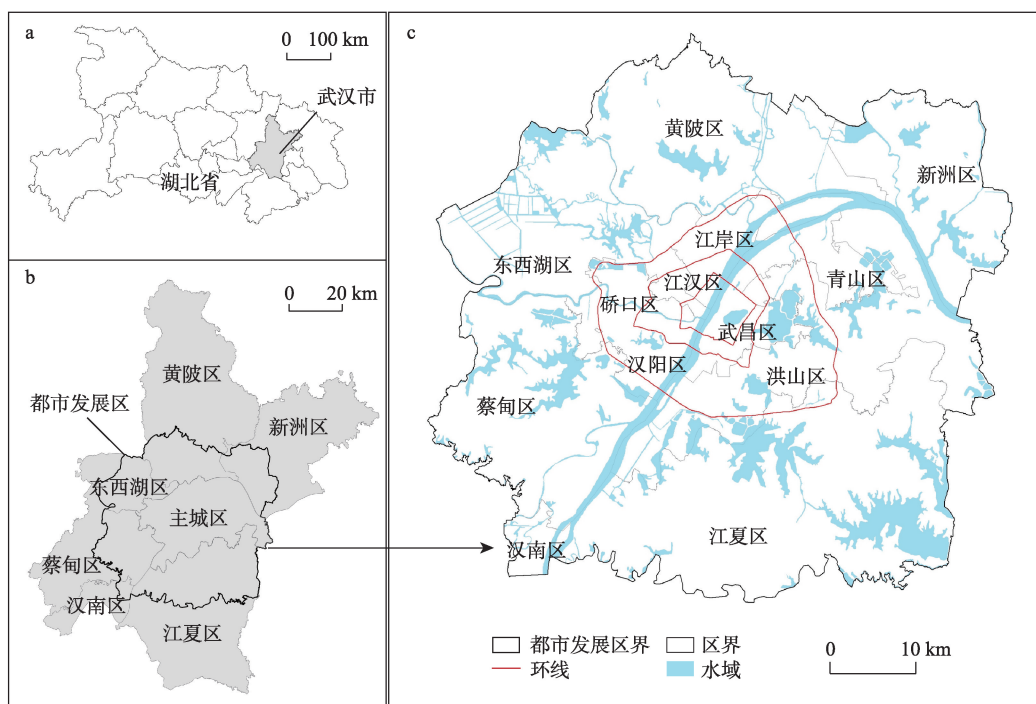 a
0 100 km
武汉市
湖北省
b
0 20 km
黄陂区
都市发展区
新洲区
东西湖区
主城区
蔡甸区
汉南区
江夏区
c
黄陂区
新洲区
江岸区
东西湖区
青山区
江汉区
硚口区
武昌区
汉阳区
洪山区
蔡甸区
江夏区
汉南区
都市发展区界
区界
环线
水域
0 10 km